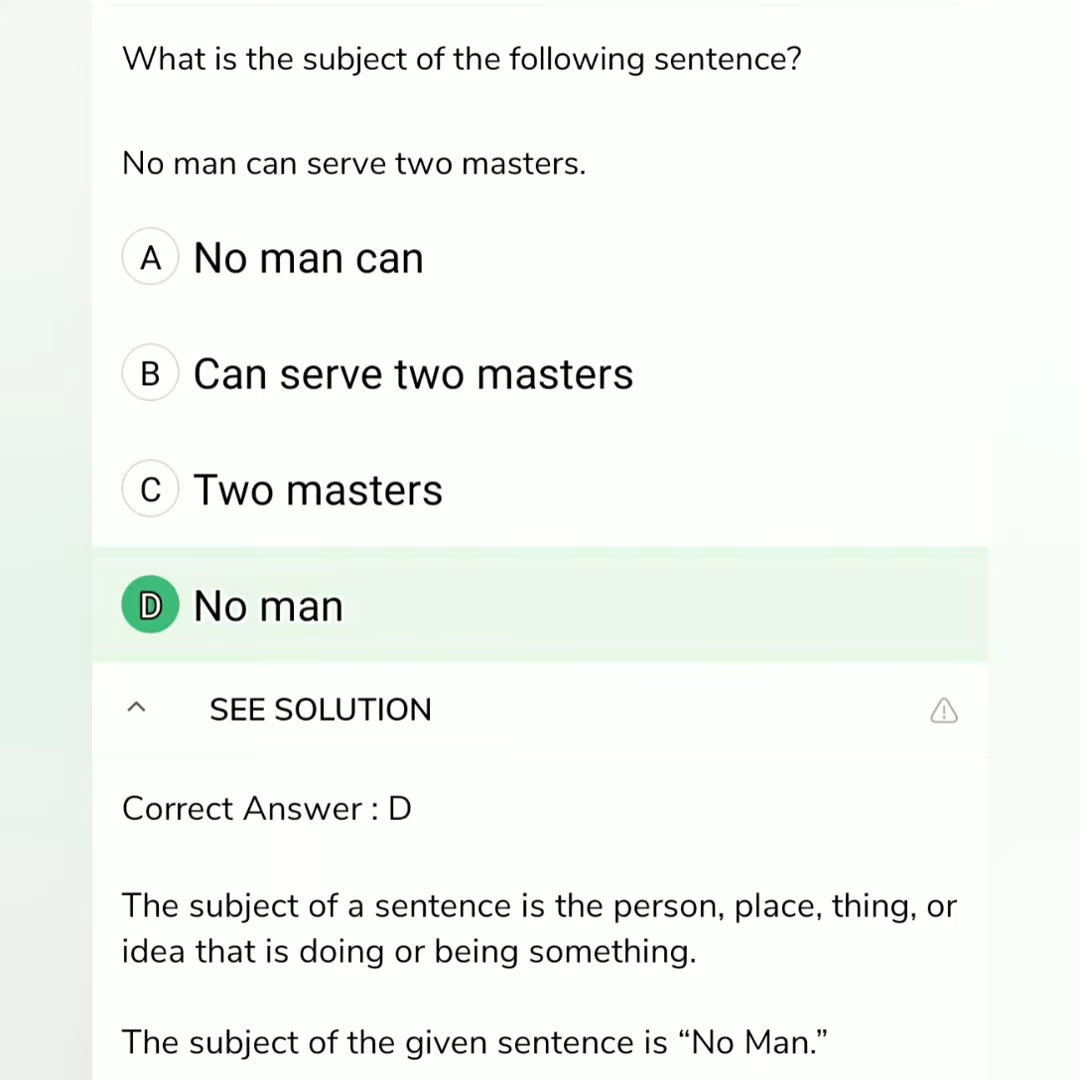 What is the subject of the following sentence?
No man can serve two masters.
A No man can
B Can serve two masters
C Two masters
D No man
SEE SOLUTION
Correct Answer : D
The subject of a sentence is the person, place, thing, or
idea that is doing or being something.
The subject of the given sentence is “No Man.”